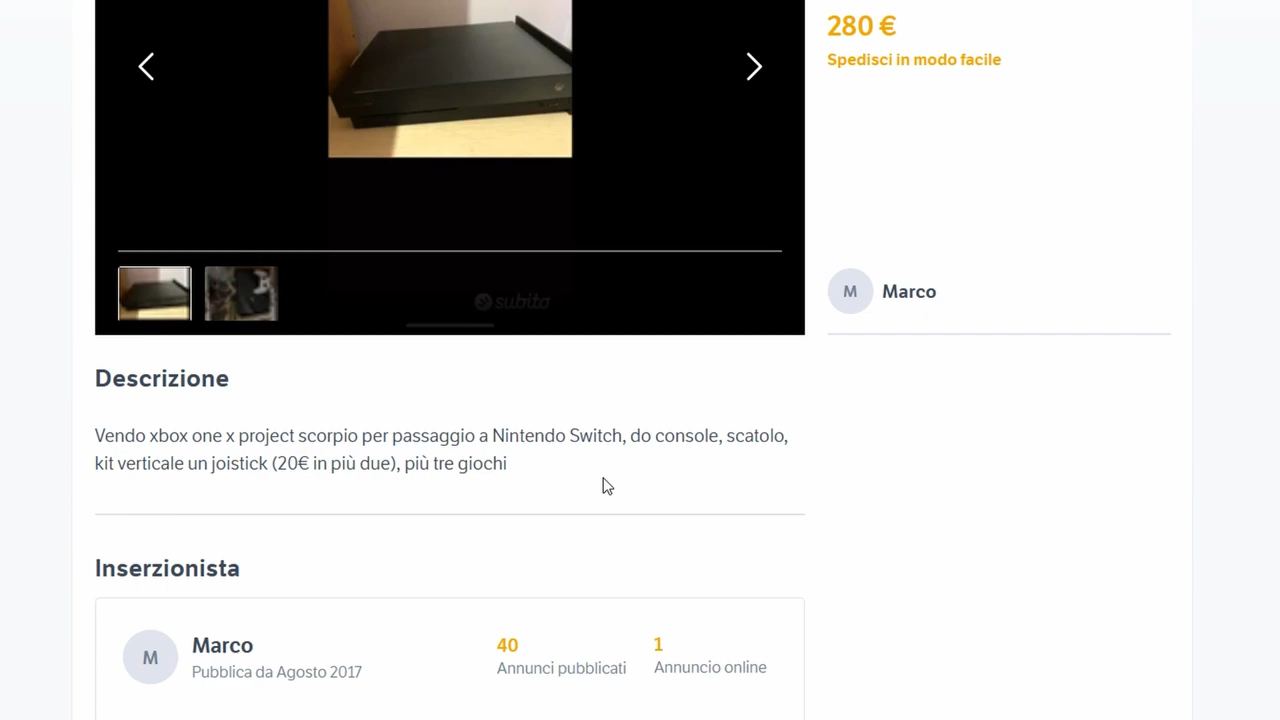 280 €
Spedisci in modo facile
subito
M
Marco
Descrizione
Vendo xbox one x project scorpio per passaggio a Nintendo Switch, do console, scatolo,
kit verticale un joistick (20€ in più due), più tre giochi
Inserzionista
M
Marco
Pubblica da Agosto 2017
40
Annunci pubblicati
1
Annuncio online